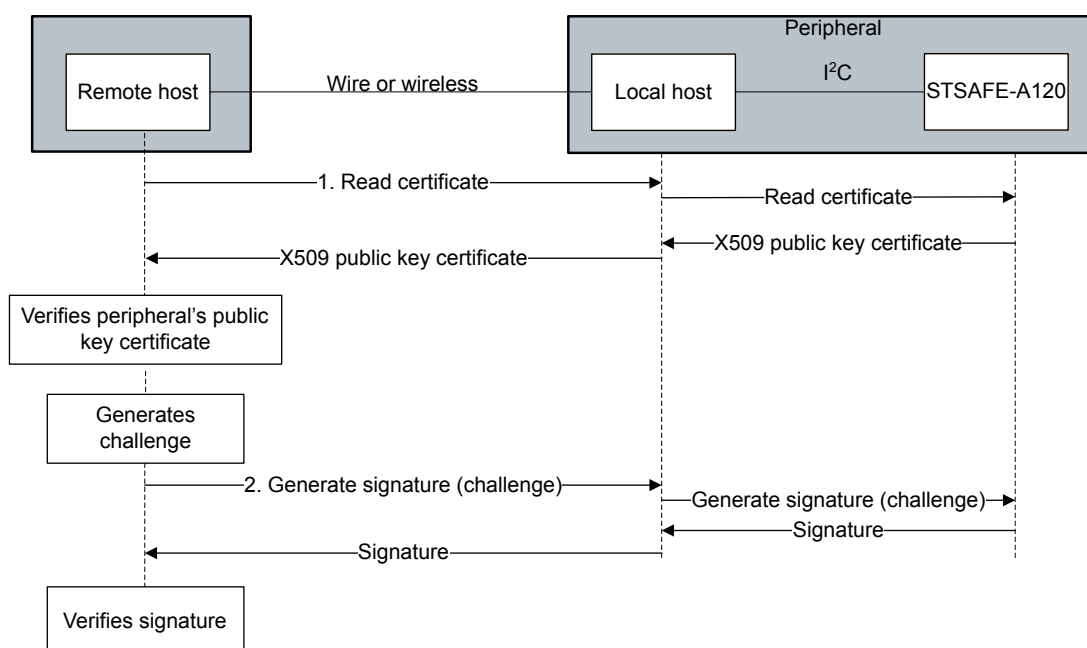 Peripheral
Remote host
Wire or wireless
Local host
I²C
STSAFE-A120
1. Read certificate
Read certificate
X509 public key certificate
X509 public key certificate
Verifies peripheral’s public
key certificate
Generates
challenge
2. Generate signature (challenge)
Generate signature (challenge)
Signature
Signature
Verifies signature